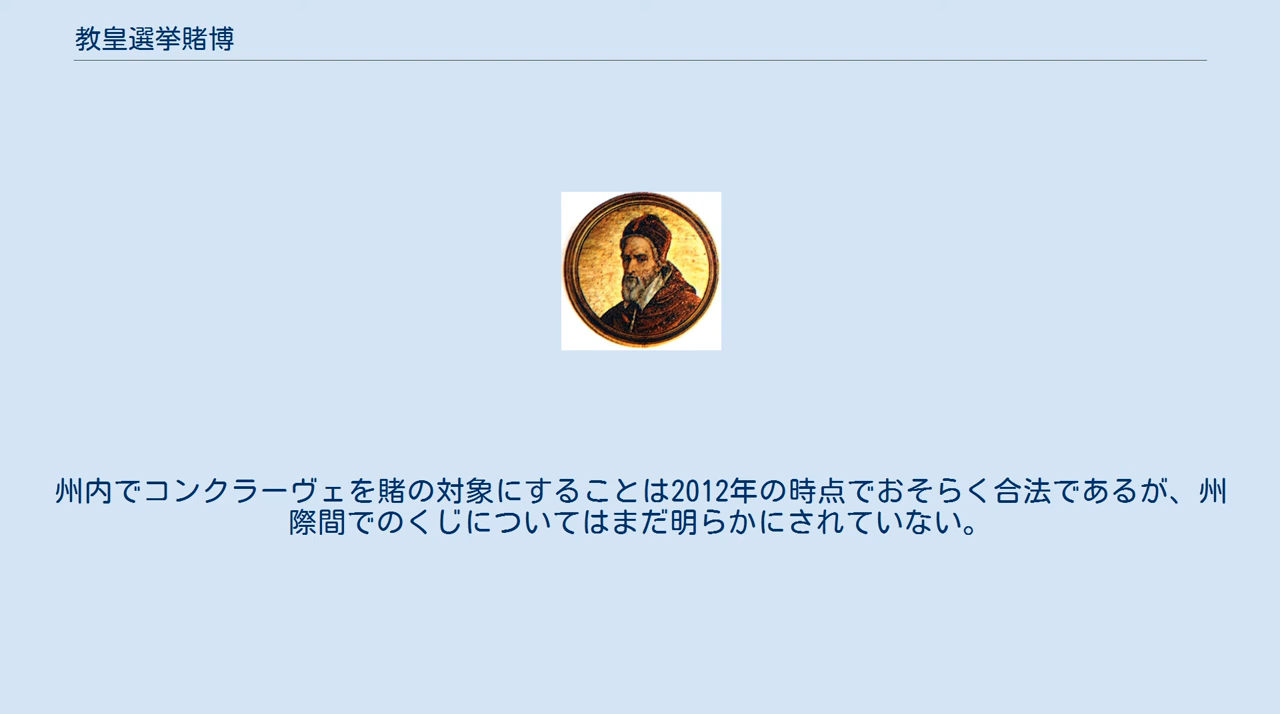 教皇選挙賭博
州内でコンクラーヴェを賭の対象にすることは2012年の時点でおそらく合法であるが、州
際間でのくじについてはまだ明らかにされていない。